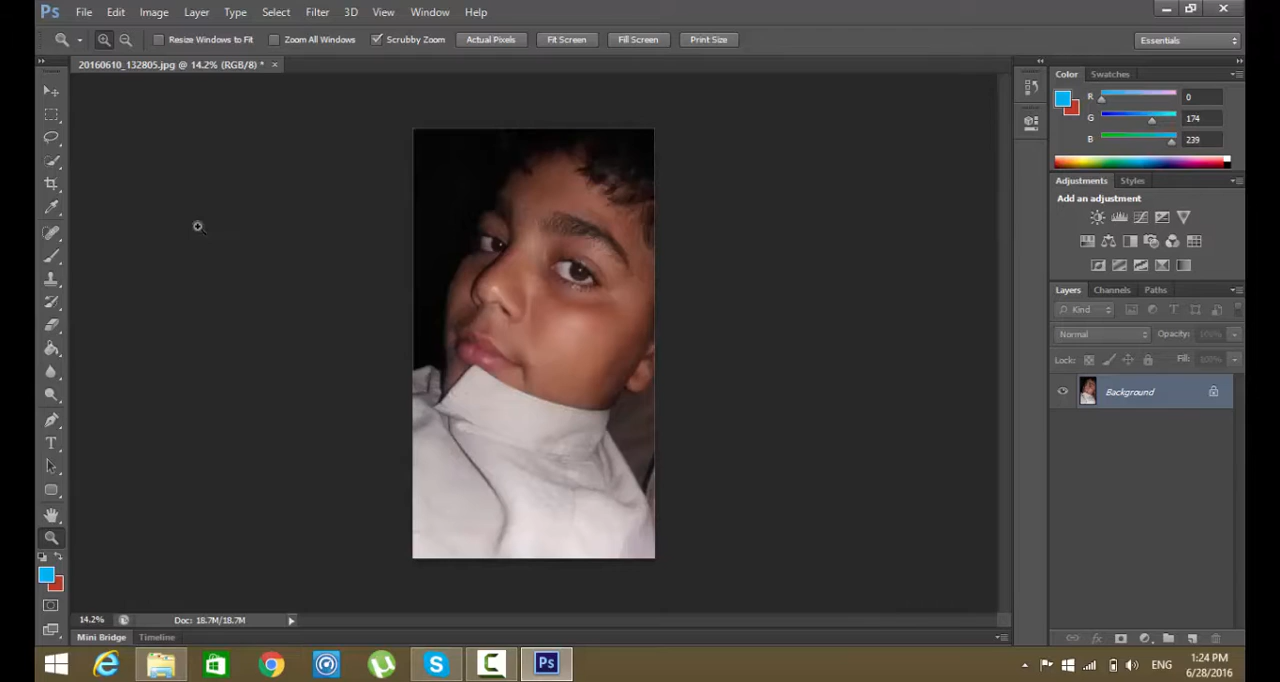 Ps File Edit Image Layer Type Select Filter 3D View Window Help
Resize Windows to Fit Zoom All Windows Scrubby Zoom Actual Pixels Fit Screen Fill Screen Print Size Essentials
20160610_132805.jpg @ 14.2% (RGB/8) * ×
Color Swatches
R 0
G 174
B 239
Adjustments Styles
Add an adjustment
Layers Channels Paths
Kind
Normal Opacity: 100%
Lock: Fill: 100%
Background
T
14.2% Doc: 18.7M/18.7M
Mini Bridge Timeline
Ps ENG 1:24 PM
6/28/2016